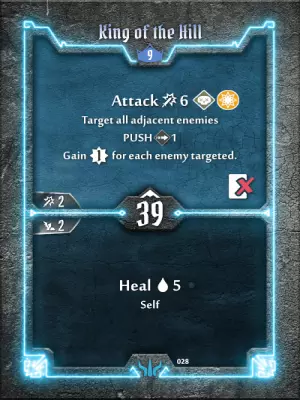 King of the Hill
9
Attack 6
Target all adjacent enemies
PUSH 1
Gain 1 for each enemy targeted.
2
39
2
Heal 5
Self
028